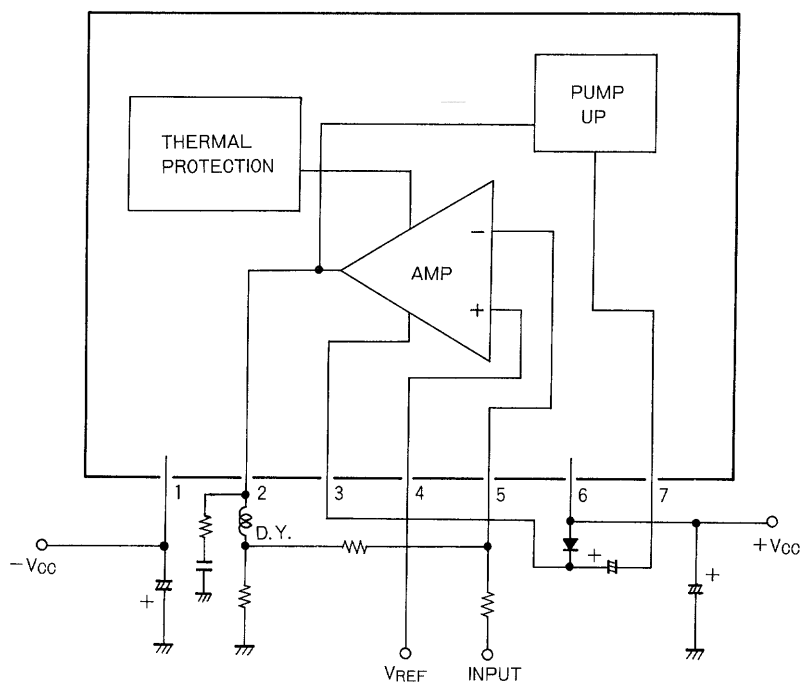 PUMP
UP
THERMAL
PROTECTION
−
AMP
+
1 2 3 4 5 6 7
D.Y.
−VCC
+VCC
+
+
+
VREF INPUT